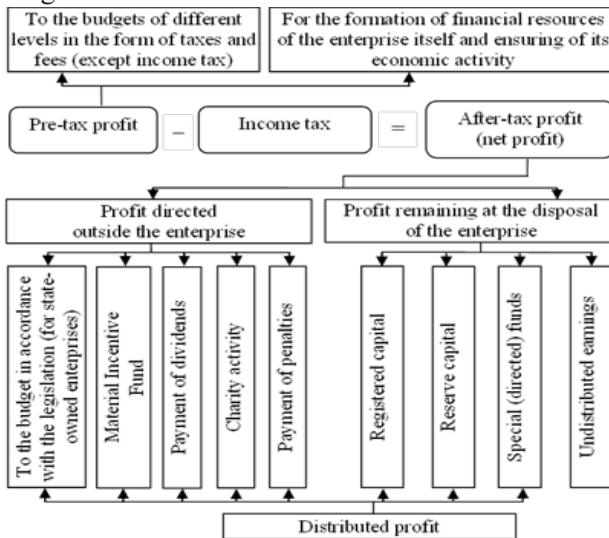 To the budgets of different
levels in the form of taxes and
fees (except income tax)
For the formation of financial resources
of the enterprise itself and ensuring of its
economic activity
Pre-tax profit
–
Income tax
=
After-tax profit
(net profit)
Profit directed
outside the enterprise
Profit remaining at the disposal
of the enterprise
To the budget in accordance
with the legislation (for state-
owned enterprises)
Material Incentive
Fund
Payment of dividends
Charity activity
Payment of penalties
Registered capital
Reserve capital
Special (directed) funds
Undistributed earnings
Distributed profit